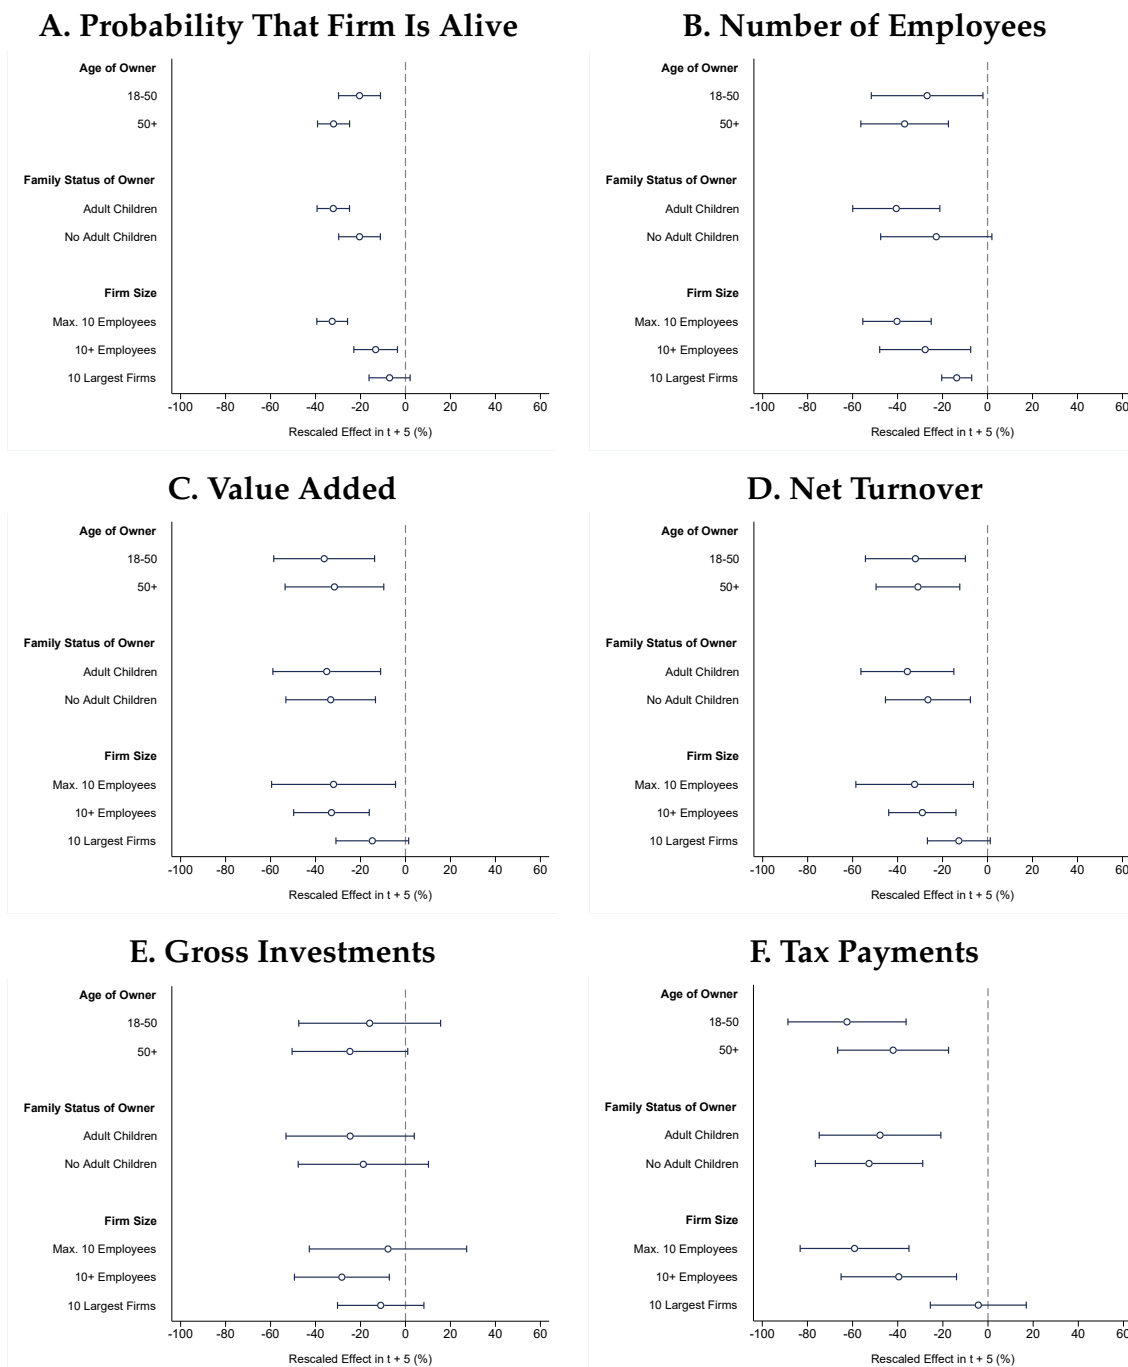 A. Probability That Firm Is Alive
Age of Owner
18-50
50+
Family Status of Owner
Adult Children
No Adult Children
Firm Size
Max. 10 Employees
10+ Employees
10 Largest Firms
-100 -80 -60 -40 -20 0 20 40 60
Rescaled Effect in t + 5 (%)
B. Number of Employees
Age of Owner
18-50
50+
Family Status of Owner
Adult Children
No Adult Children
Firm Size
Max. 10 Employees
10+ Employees
10 Largest Firms
-100 -80 -60 -40 -20 0 20 40 60
Rescaled Effect in t + 5 (%)
C. Value Added
Age of Owner
18-50
50+
Family Status of Owner
Adult Children
No Adult Children
Firm Size
Max. 10 Employees
10+ Employees
10 Largest Firms
-100 -80 -60 -40 -20 0 20 40 60
Rescaled Effect in t + 5 (%)
D. Net Turnover
Age of Owner
18-50
50+
Family Status of Owner
Adult Children
No Adult Children
Firm Size
Max. 10 Employees
10+ Employees
10 Largest Firms
-100 -80 -60 -40 -20 0 20 40 60
Rescaled Effect in t + 5 (%)
E. Gross Investments
Age of Owner
18-50
50+
Family Status of Owner
Adult Children
No Adult Children
Firm Size
Max. 10 Employees
10+ Employees
10 Largest Firms
-100 -80 -60 -40 -20 0 20 40 60
Rescaled Effect in t + 5 (%)
F. Tax Payments
Age of Owner
18-50
50+
Family Status of Owner
Adult Children
No Adult Children
Firm Size
Max. 10 Employees
10+ Employees
10 Largest Firms
-100 -80 -60 -40 -20 0 20 40 60
Rescaled Effect in t + 5 (%)